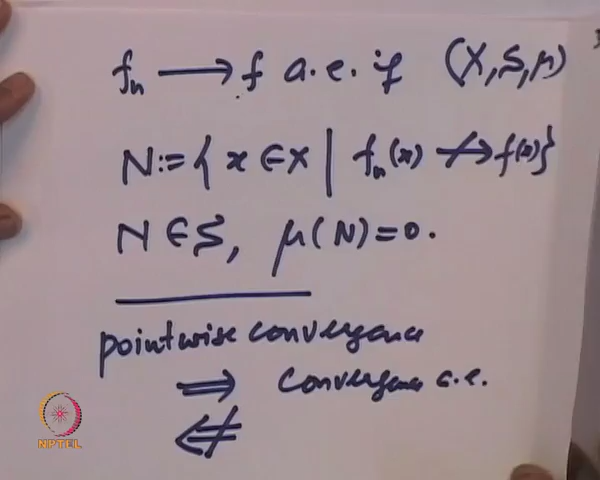 fn → f a.e. if (X, S, μ)
N := { x ∈ X | fn(x) ↛ f(x)}
N ∈ S, μ(N) = 0.
pointwise convergence
⟹ convergence a.e.
⟸̸
NPTEL